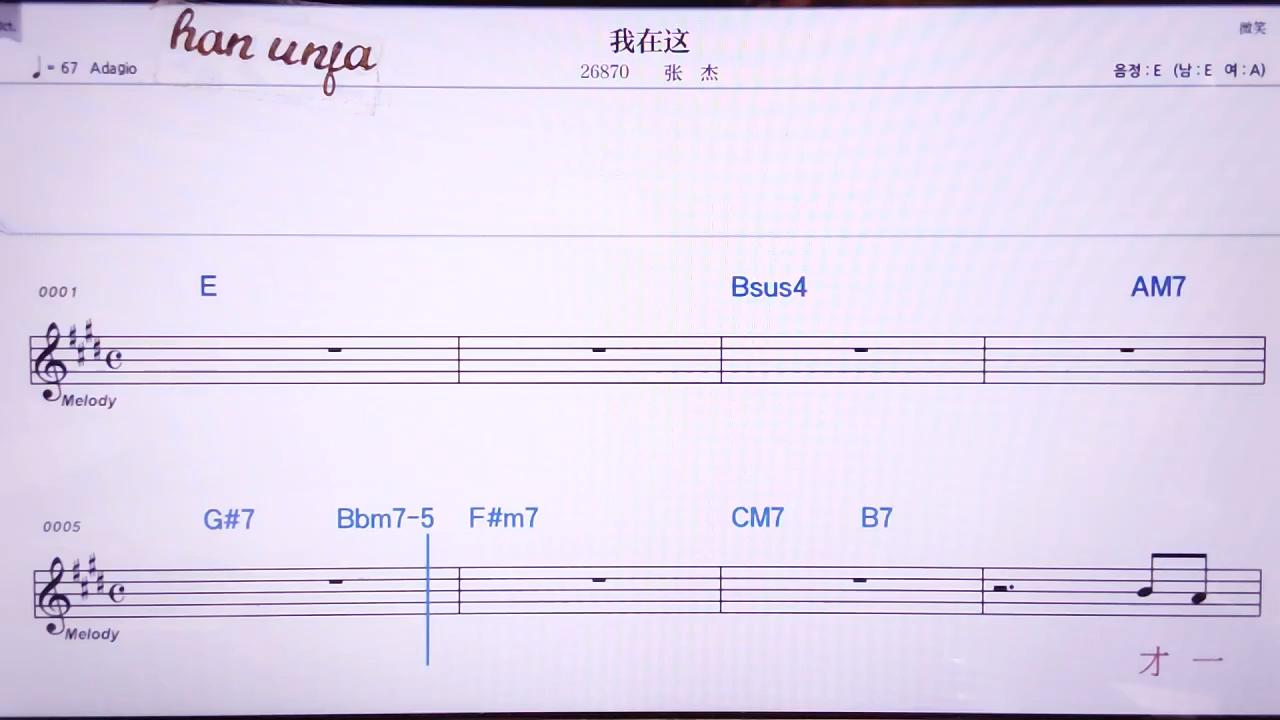 han unfa
我在这
微笑
♩= 67 Adagio
26870 张 杰
음정 : E (남 : E 여 : A)
0001
E Bsus4 AM7
Melody
0005
G#7 Bbm7-5 F#m7 CM7 B7
Melody
才 一